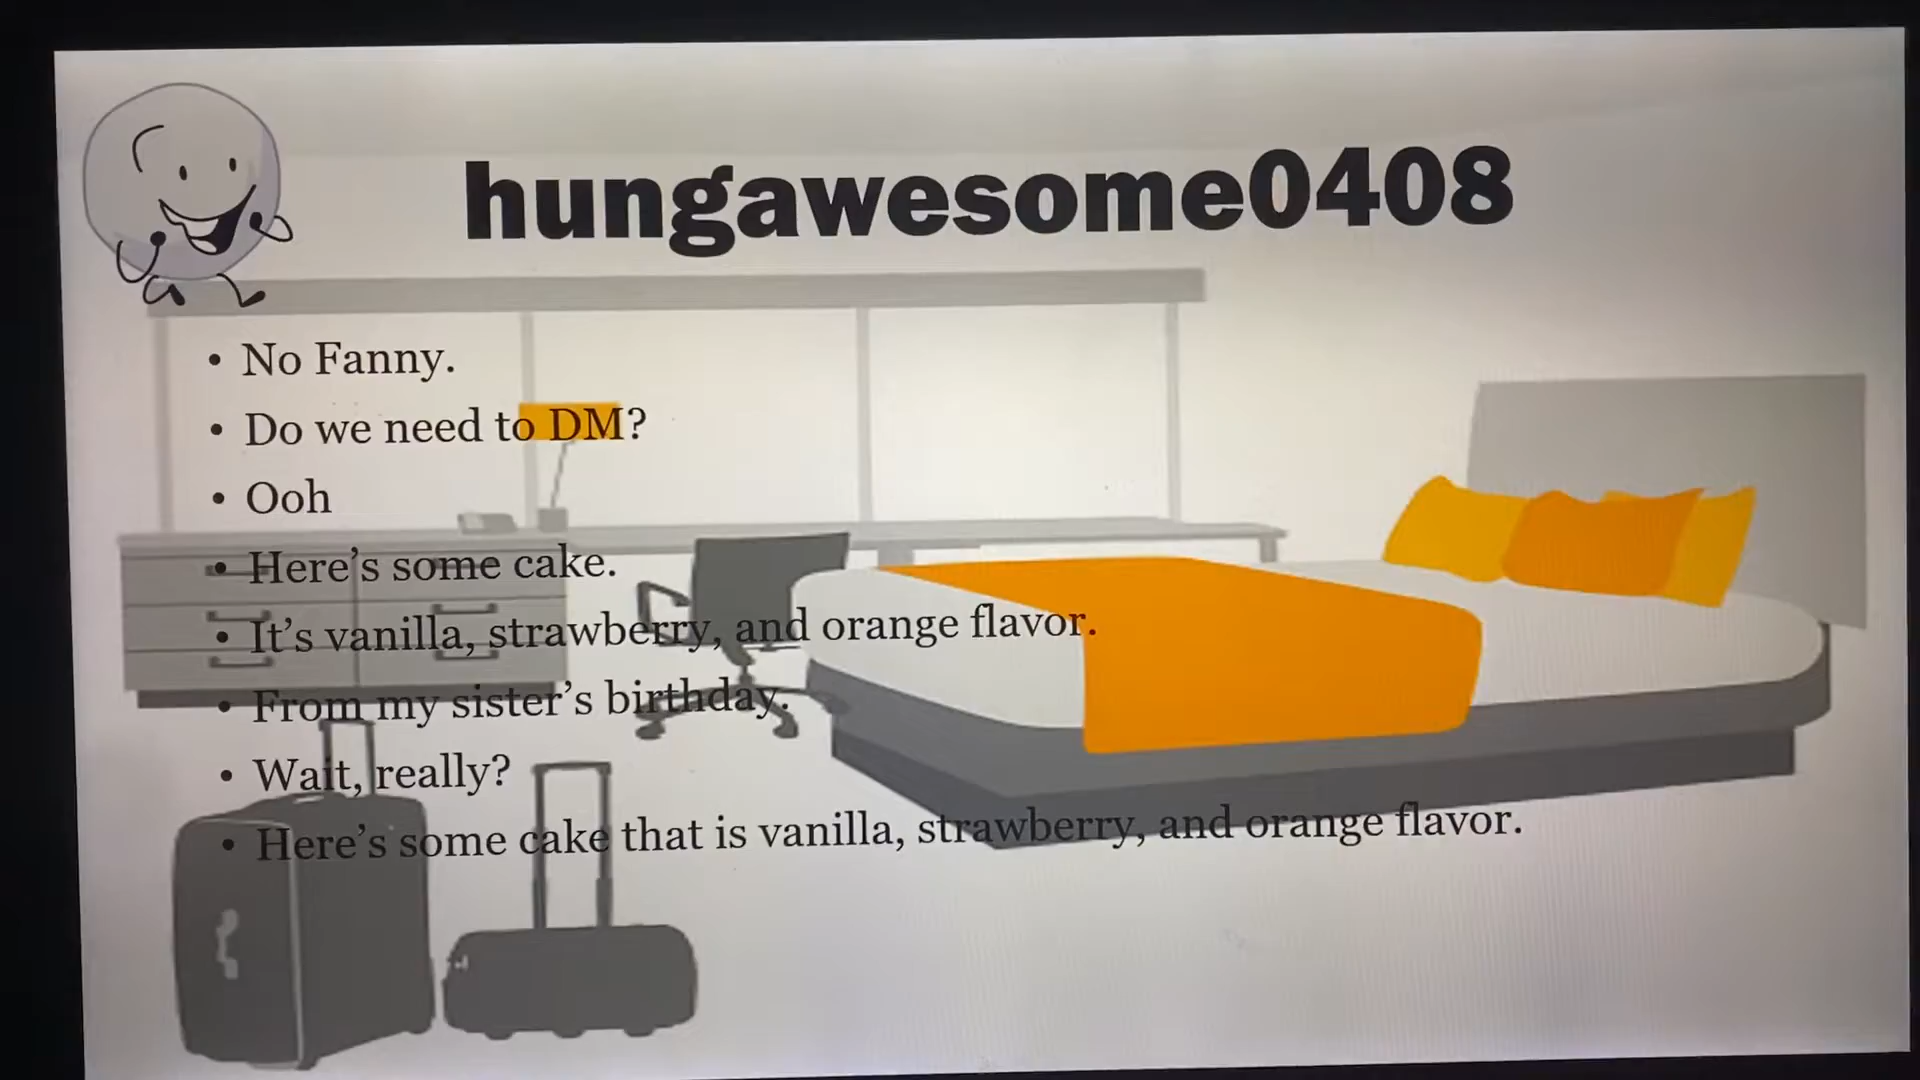 hungawesome0408
• No Fanny.
• Do we need to DM?
• Ooh
• Here’s some cake.
• It’s vanilla, strawberry, and orange flavor.
• From my sister’s birthday.
• Wait, really?
• Here’s some cake that is vanilla, strawberry, and orange flavor.